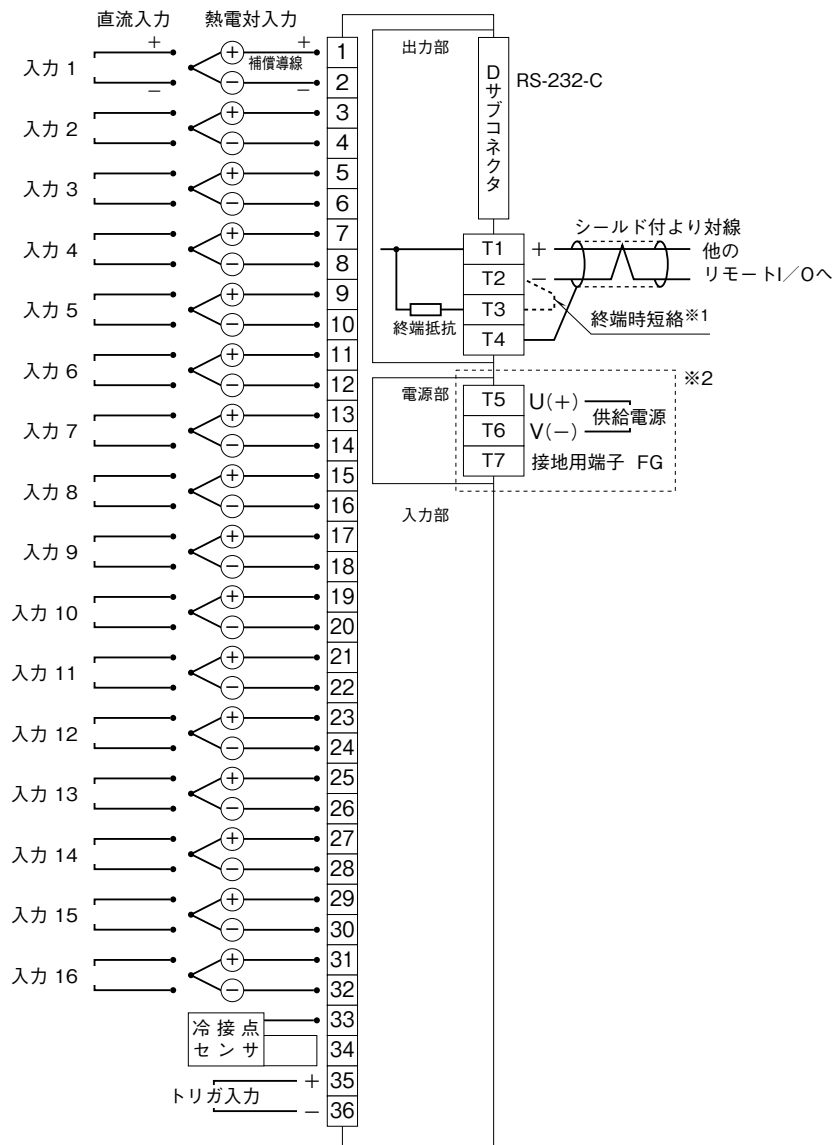 直流入力 熱電対入力
入力 1 + − + 補償導線 − 1 2
入力 2 + − 3 4
入力 3 + − 5 6
入力 4 + − 7 8
入力 5 + − 9 10
入力 6 + − 11 12
入力 7 + − 13 14
入力 8 + − 15 16
入力 9 + − 17 18
入力 10 + − 19 20
入力 11 + − 21 22
入力 12 + − 23 24
入力 13 + − 25 26
入力 14 + − 27 28
入力 15 + − 29 30
入力 16 + − 31 32
冷接点
センサ
33
34
トリガ入力
+ 35
− 36
出力部
Dサブコネクタ
RS-232-C
シールド付より対線
T1 + 他の
T2 − リモートI/Oへ
T3
T4
終端抵抗
終端時短絡※1
※2
電源部
T5 U(+)
供給電源
T6 V(−)
T7 接地用端子 FG
入力部